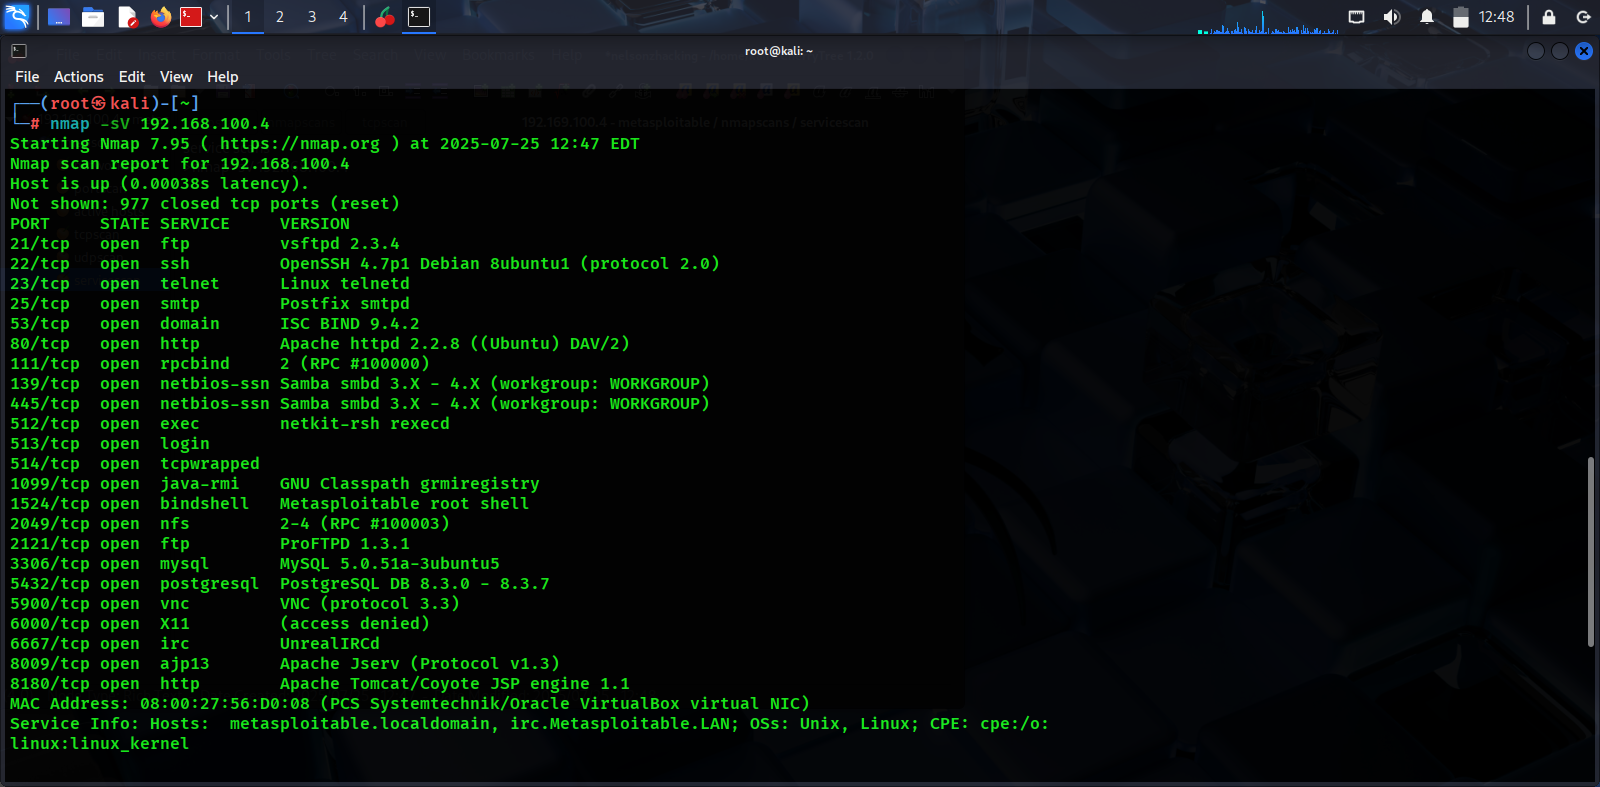 1 2 3 4 12:48
root@kali: ~
File Actions Edit View Help
┌──(root㉿kali)-[~]
└─# nmap -sV 192.168.100.4
192.169.100.4 - metasploitable / nmapscans / servicescan
Starting Nmap 7.95 ( https://nmap.org ) at 2025-07-25 12:47 EDT
Nmap scan report for 192.168.100.4
Host is up (0.00038s latency).
Not shown: 977 closed tcp ports (reset)
PORT     STATE SERVICE     VERSION
21/tcp   open  ftp         vsftpd 2.3.4
22/tcp   open  ssh         OpenSSH 4.7p1 Debian 8ubuntu1 (protocol 2.0)
23/tcp   open  telnet      Linux telnetd
25/tcp   open  smtp        Postfix smtpd
53/tcp   open  domain      ISC BIND 9.4.2
80/tcp   open  http        Apache httpd 2.2.8 ((Ubuntu) DAV/2)
111/tcp  open  rpcbind     2 (RPC #100000)
139/tcp  open  netbios-ssn Samba smbd 3.X - 4.X (workgroup: WORKGROUP)
445/tcp  open  netbios-ssn Samba smbd 3.X - 4.X (workgroup: WORKGROUP)
512/tcp  open  exec        netkit-rsh rexecd
513/tcp  open  login
514/tcp  open  tcpwrapped
1099/tcp open  java-rmi    GNU Classpath grmiregistry
1524/tcp open  bindshell   Metasploitable root shell
2049/tcp open  nfs         2-4 (RPC #100003)
2121/tcp open  ftp         ProFTPD 1.3.1
3306/tcp open  mysql       MySQL 5.0.51a-3ubuntu5
5432/tcp open  postgresql  PostgreSQL DB 8.3.0 - 8.3.7
5900/tcp open  vnc         VNC (protocol 3.3)
6000/tcp open  X11         (access denied)
6667/tcp open  irc         UnrealIRCd
8009/tcp open  ajp13       Apache Jserv (Protocol v1.3)
8180/tcp open  http        Apache Tomcat/Coyote JSP engine 1.1
MAC Address: 08:00:27:56:D0:08 (PCS Systemtechnik/Oracle VirtualBox virtual NIC)
Service Info: Hosts:  metasploitable.localdomain, irc.Metasploitable.LAN; OSs: Unix, Linux; CPE: cpe:/o:
linux:linux_kernel